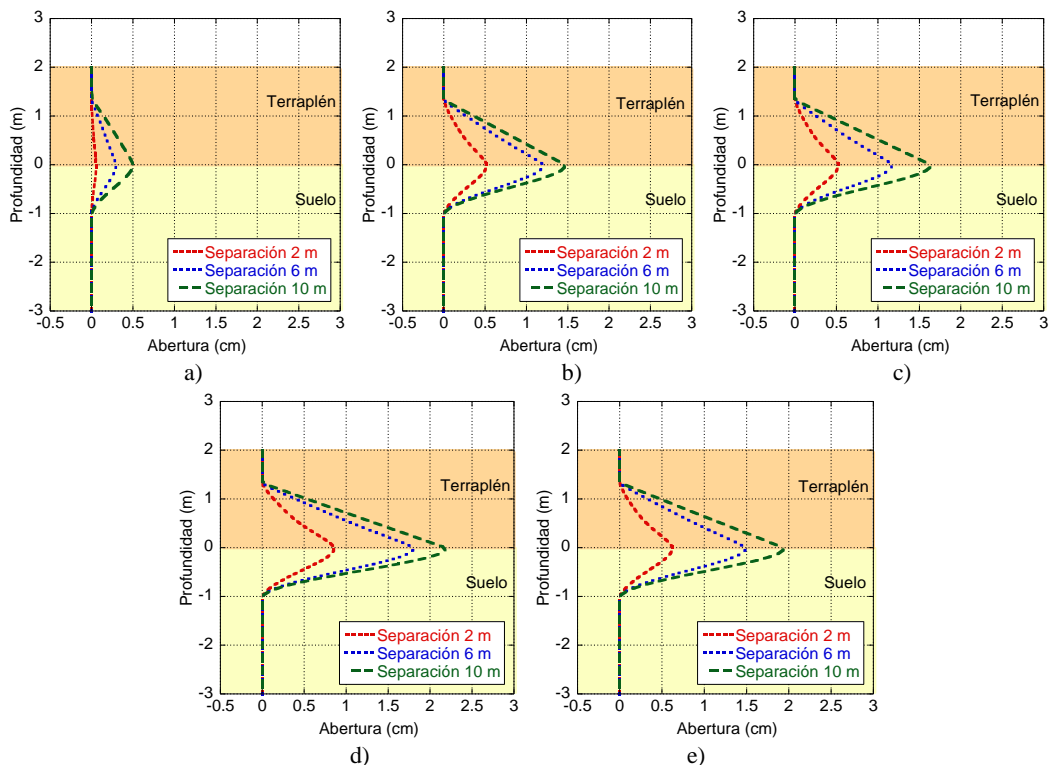 3
2
1
0
-1
-2
-3
Profundidad (m)
Terraplén
Suelo
Separación 2 m
Separación 6 m
Separación 10 m
-0.5 0 0.5 1 1.5 2 2.5 3
Abertura (cm)
a)
3
2
1
0
-1
-2
-3
Profundidad (m)
Terraplén
Suelo
Separación 2 m
Separación 6 m
Separación 10 m
-0.5 0 0.5 1 1.5 2 2.5 3
Abertura (cm)
b)
3
2
1
0
-1
-2
-3
Profundidad (m)
Terraplén
Suelo
Separación 2 m
Separación 6 m
Separación 10 m
-0.5 0 0.5 1 1.5 2 2.5 3
Abertura (cm)
c)
3
2
1
0
-1
-2
-3
Profundidad (m)
Terraplén
Suelo
Separación 2 m
Separación 6 m
Separación 10 m
-0.5 0 0.5 1 1.5 2 2.5 3
Abertura (cm)
d)
3
2
1
0
-1
-2
-3
Profundidad (m)
Terraplén
Suelo
Separación 2 m
Separación 6 m
Separación 10 m
-0.5 0 0.5 1 1.5 2 2.5 3
Abertura (cm)
e)